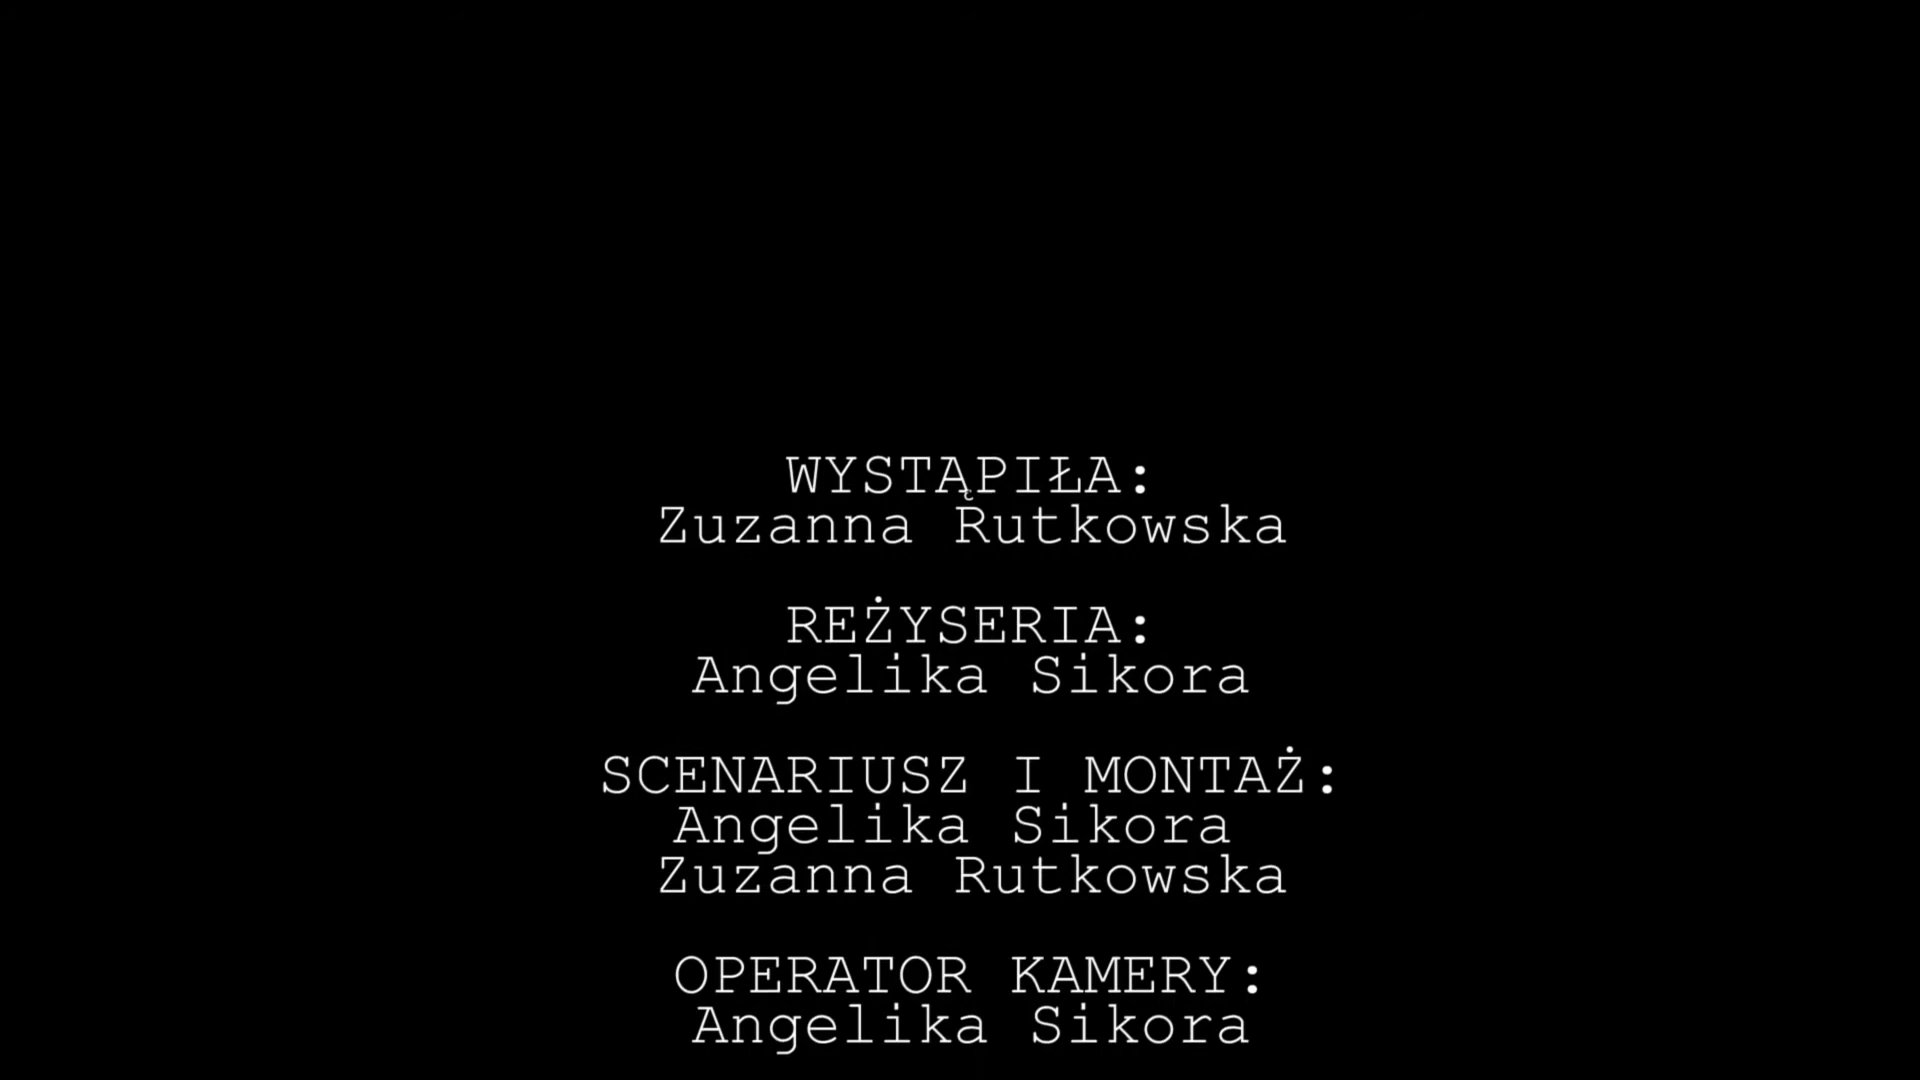 WYSTĄPIŁA:
Zuzanna Rutkowska
REŻYSERIA:
Angelika Sikora
SCENARIUSZ I MONTAŻ:
Angelika Sikora
Zuzanna Rutkowska
OPERATOR KAMERY:
Angelika Sikora